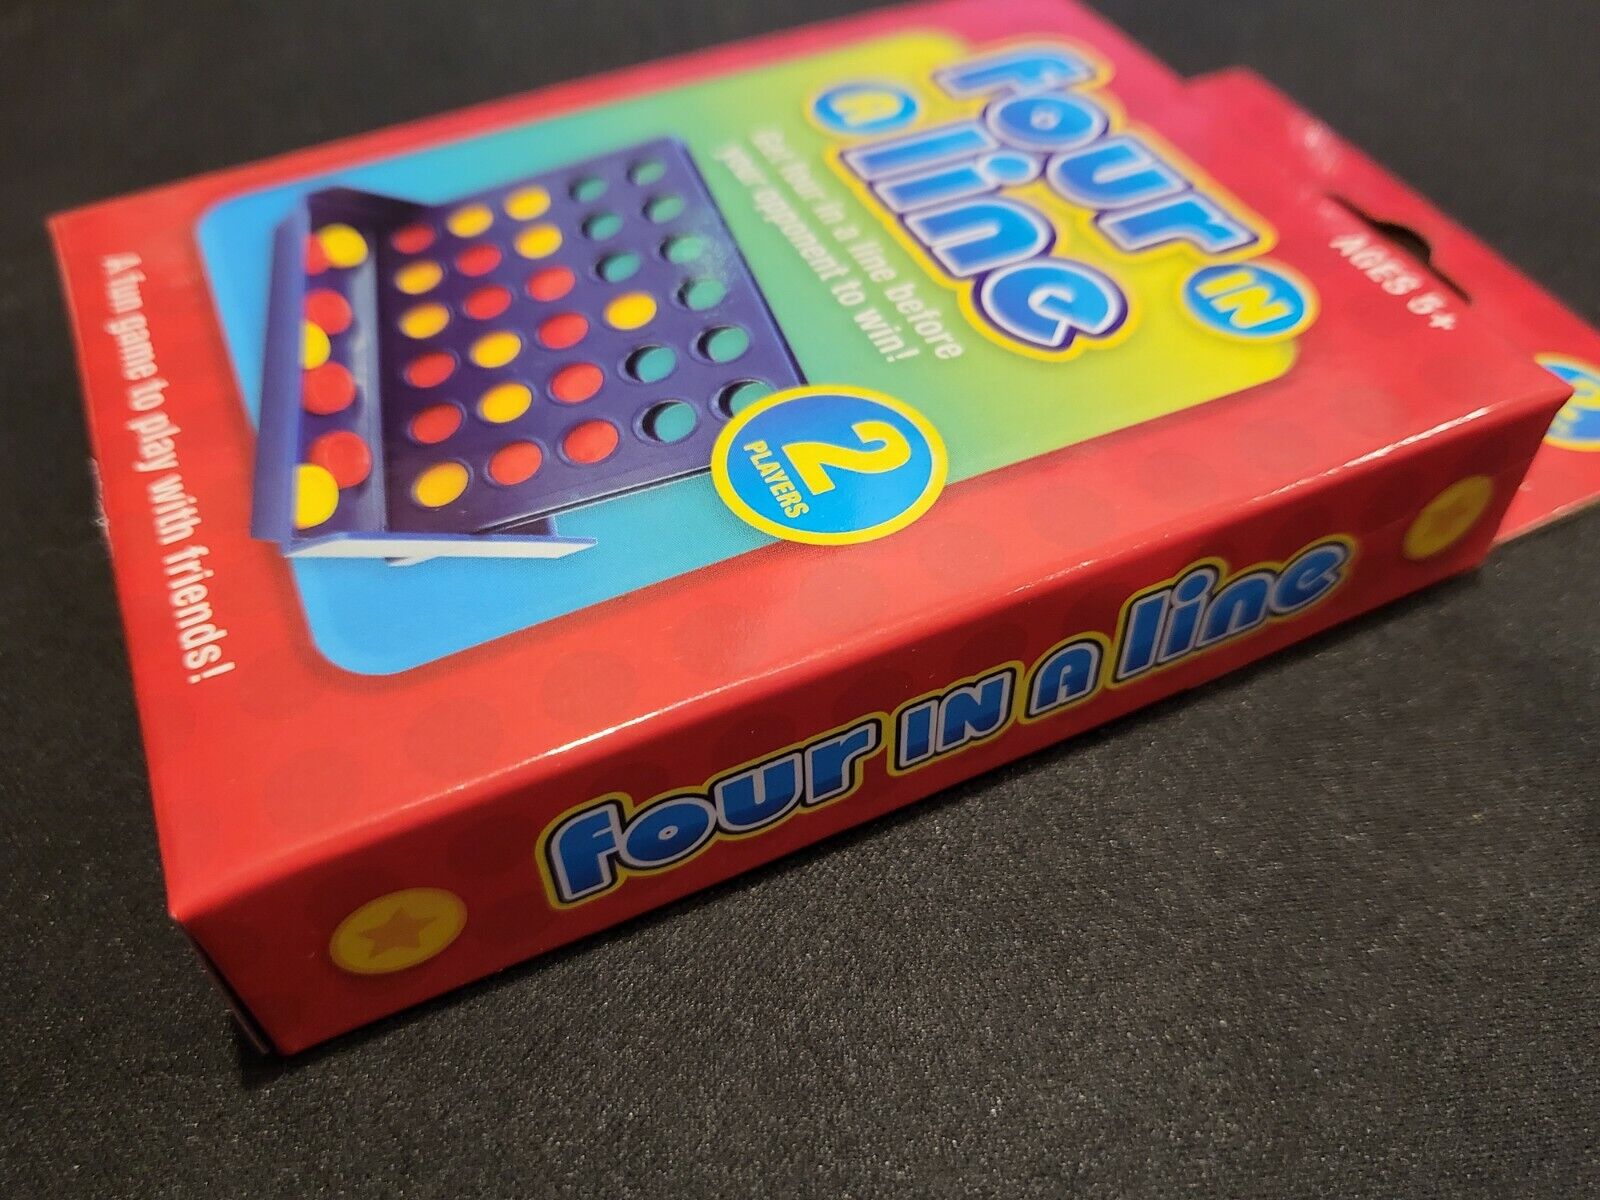 four IN
A line
Get four in a line before
your opponent to win!
AGES 5+
2
PLAYERS
A fun game to play with friends!
four IN A line